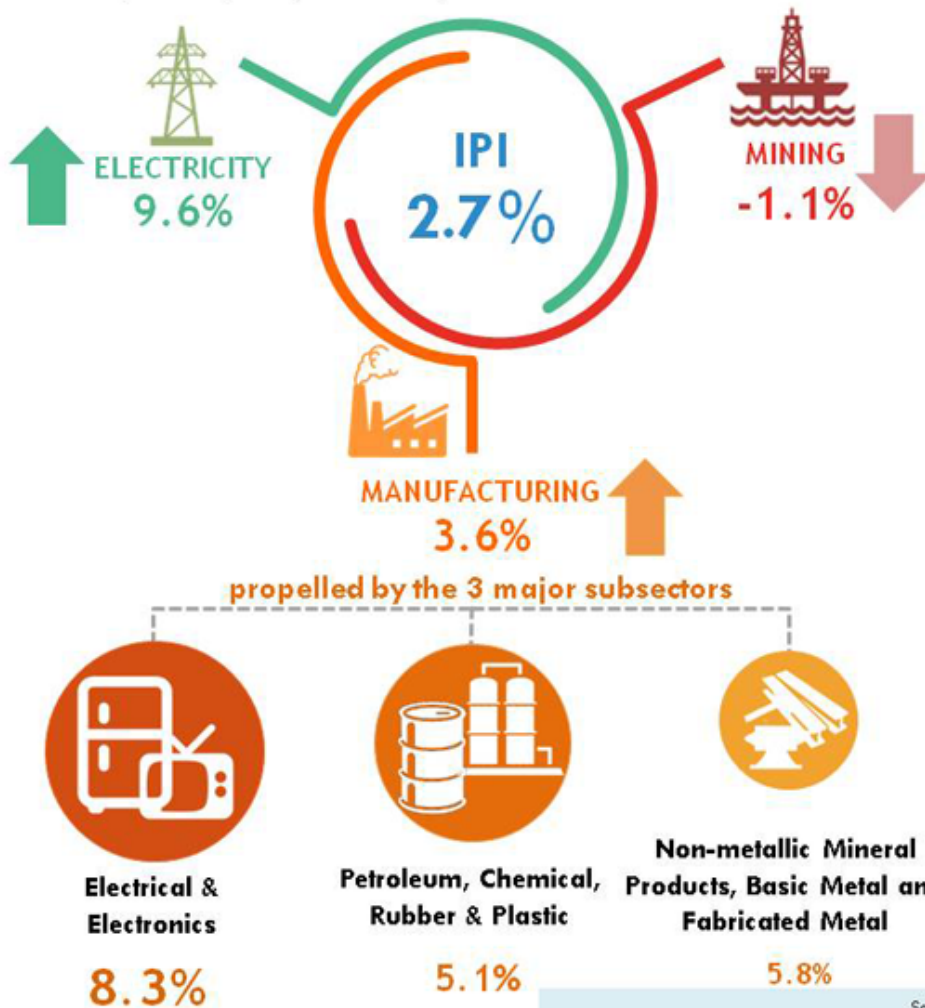 ELECTRICITY
9.6%
IPI
2.7%
MINING
-1.1%
MANUFACTURING
3.6%
propelled by the 3 major subsectors
Electrical &
Electronics
8.3%
Petroleum, Chemical,
Rubber & Plastic
5.1%
Non-metallic Mineral
Products, Basic Metal an
Fabricated Metal
5.8%